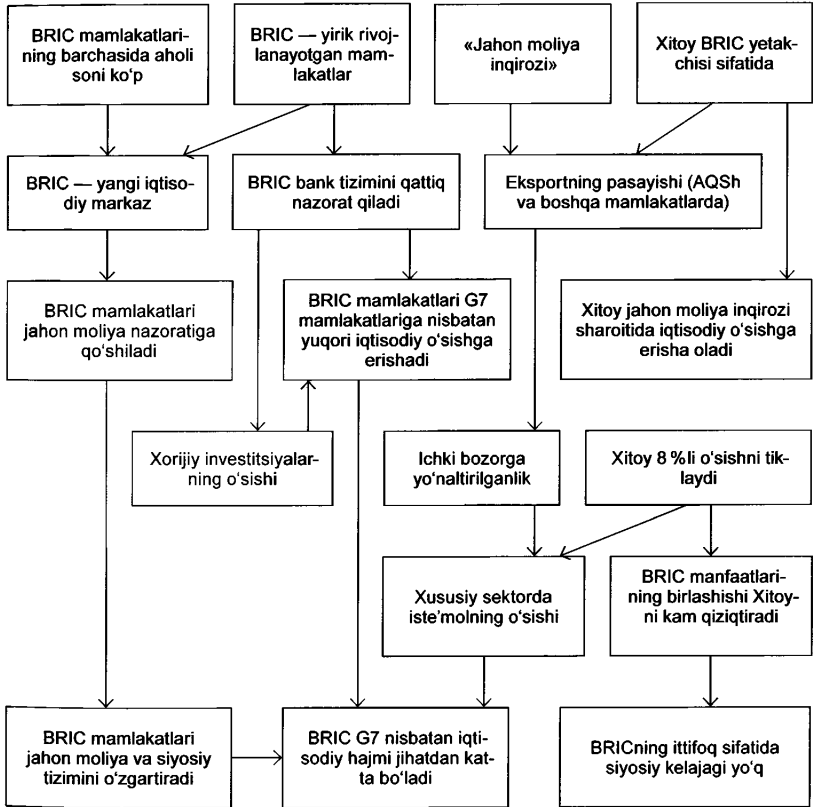 BRIC mamlakatlari-
ning barchasida aholi
soni ko‘p
BRIC — yirik rivoj-
lanayotgan mam-
lakatlar
«Jahon moliya
inqirozi»
Xitoy BRIC yetak-
chisi sifatida
BRIC — yangi iqtiso-
diy markaz
BRIC bank tizimini qattiq
nazorat qiladi
Eksportning pasayishi (AQSh
va boshqa mamlakatlarda)
BRIC mamlakatlari
jahon moliya nazoratiga
qo‘shiladi
BRIC mamlakatlari G7
mamlakatlariga nisbatan
yuqori iqtisodiy o‘sishga
erishadi
Xitoy jahon moliya inqirozi
sharoitida iqtisodiy o‘sishga
erisha oladi
Xorijiy investitsiyalar-
ning o‘sishi
Ichki bozorga
yo‘naltirilganlik
Xitoy 8 %li o‘sishni tik-
laydi
Xususiy sektorda
iste’molning o‘sishi
BRIC manfaatlari-
ning birlashishi Xitoy-
ni kam qiziqtiradi
BRIC mamlakatlari
jahon moliya va siyosiy
tizimini o‘zgartiradi
BRIC G7 nisbatan iqti-
sodiy hajmi jihatdan kat-
ta bo‘ladi
BRICning ittifoq sifatida
siyosiy kelajagi yo‘q